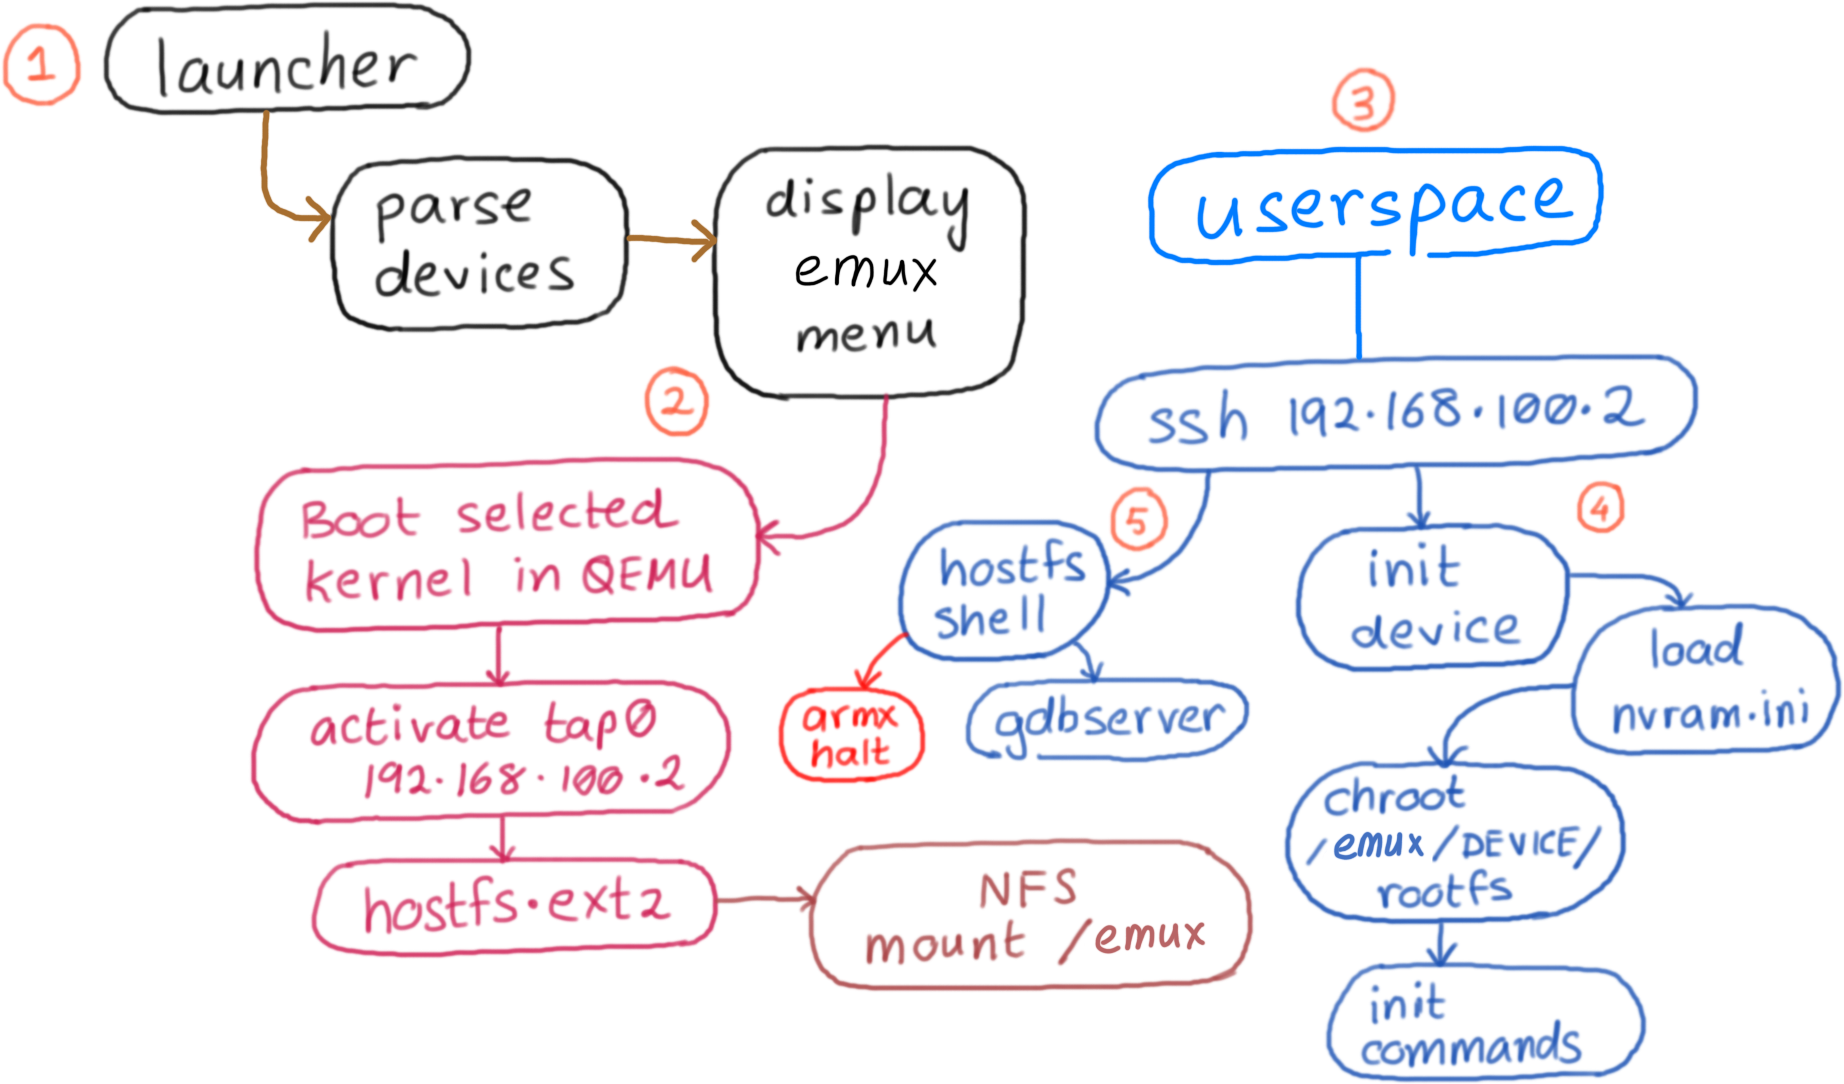 1
launcher
parse
devices
display
emux
menu
2
Boot selected
kernel in QEMU
activate tap0
192.168.100.2
hostfs.ext2
NFS
mount /emux
3
userspace
ssh 192.168.100.2
4
init
device
load
nvram.ini
chroot
/emux/DEVICE/
rootfs
init
commands
5
hostfs
shell
armx
halt
gdbserver